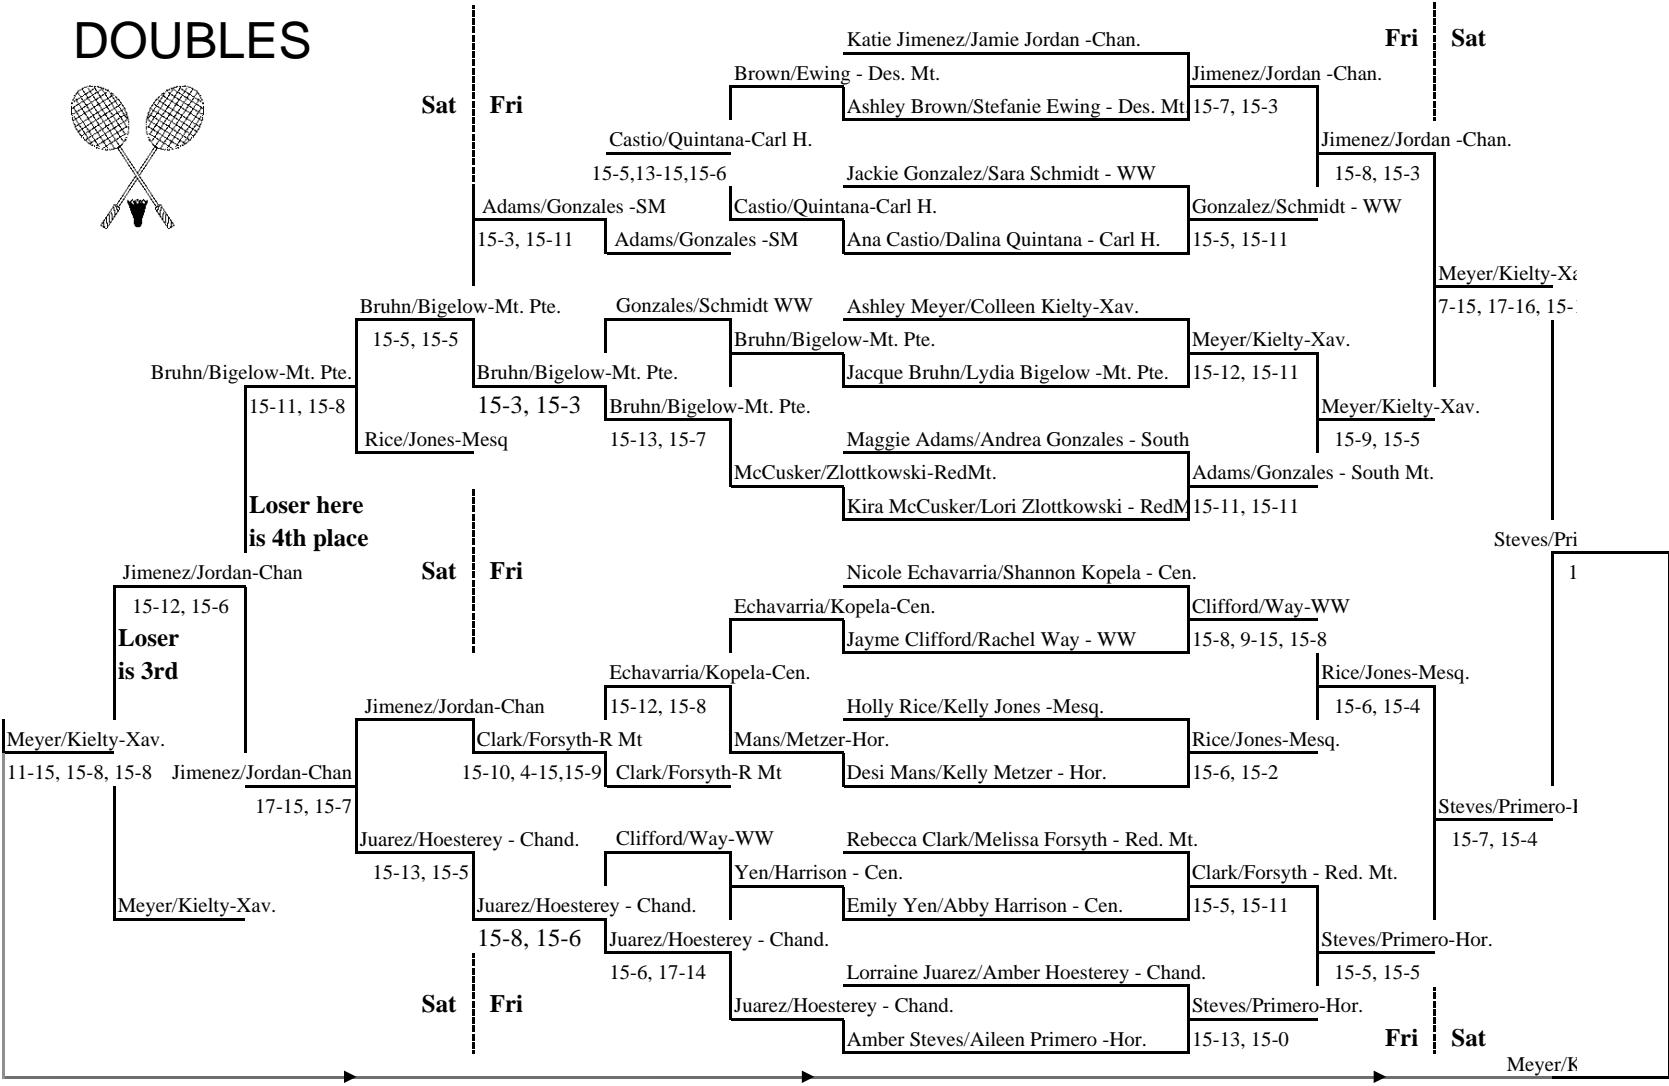 DOUBLES
Katie Jimenez/Jamie Jordan -Chan.
Fri
Sat
Brown/Ewing - Des. Mt.
Jimenez/Jordan -Chan.
Sat
Fri
Ashley Brown/Stefanie Ewing - Des. Mt.
15-7, 15-3
Castio/Quintana-Carl H.
Jimenez/Jordan -Chan.
15-5,13-15,15-6
Jackie Gonzalez/Sara Schmidt - WW
15-8, 15-3
Adams/Gonzales -SM
Castio/Quintana-Carl H.
Gonzalez/Schmidt - WW
15-3, 15-11
Adams/Gonzales -SM
Ana Castio/Dalina Quintana - Carl H.
15-5, 15-11
Meyer/Kielty-Xa
Bruhn/Bigelow-Mt. Pte.
Gonzales/Schmidt WW
Ashley Meyer/Colleen Kielty-Xav.
7-15, 17-16, 15-
15-5, 15-5
Bruhn/Bigelow-Mt. Pte.
Meyer/Kielty-Xav.
Bruhn/Bigelow-Mt. Pte.
Bruhn/Bigelow-Mt. Pte.
Jacque Bruhn/Lydia Bigelow -Mt. Pte.
15-12, 15-11
15-11, 15-8
15-3, 15-3
Bruhn/Bigelow-Mt. Pte.
Meyer/Kielty-Xav.
Rice/Jones-Mesq
15-13, 15-7
Maggie Adams/Andrea Gonzales - South
15-9, 15-5
McCusker/Zlottkowski-RedMt.
Adams/Gonzales - South Mt.
Loser here
is 4th place
Kira McCusker/Lori Zlottkowski - RedM
15-11, 15-11
Steves/Pri
Jimenez/Jordan-Chan
Sat
Fri
Nicole Echavarria/Shannon Kopela - Cen.
1
15-12, 15-6
Echavarria/Kopela-Cen.
Clifford/Way-WW
Loser
is 3rd
Jayme Clifford/Rachel Way - WW
15-8, 9-15, 15-8
Echavarria/Kopela-Cen.
Rice/Jones-Mesq.
Jimenez/Jordan-Chan
15-12, 15-8
Holly Rice/Kelly Jones -Mesq.
15-6, 15-4
Meyer/Kielty-Xav.
Clark/Forsyth-R Mt
Mans/Metzer-Hor.
Rice/Jones-Mesq.
11-15, 15-8, 15-8
Jimenez/Jordan-Chan
15-10, 4-15,15-9
Clark/Forsyth-R Mt
Desi Mans/Kelly Metzer - Hor.
15-6, 15-2
17-15, 15-7
Steves/Primero-H
Juarez/Hoesterey - Chand.
Clifford/Way-WW
Rebecca Clark/Melissa Forsyth - Red. Mt.
15-7, 15-4
15-13, 15-5
Yen/Harrison - Cen.
Clark/Forsyth - Red. Mt.
Meyer/Kielty-Xav.
Juarez/Hoesterey - Chand.
Emily Yen/Abby Harrison - Cen.
15-5, 15-11
15-8, 15-6
Juarez/Hoesterey - Chand.
Steves/Primero-Hor.
15-6, 17-14
Lorraine Juarez/Amber Hoesterey - Chand.
15-5, 15-5
Sat
Fri
Juarez/Hoesterey - Chand.
Steves/Primero-Hor.
Amber Steves/Aileen Primero -Hor.
15-13, 15-0
Fri
Sat
Meyer/K